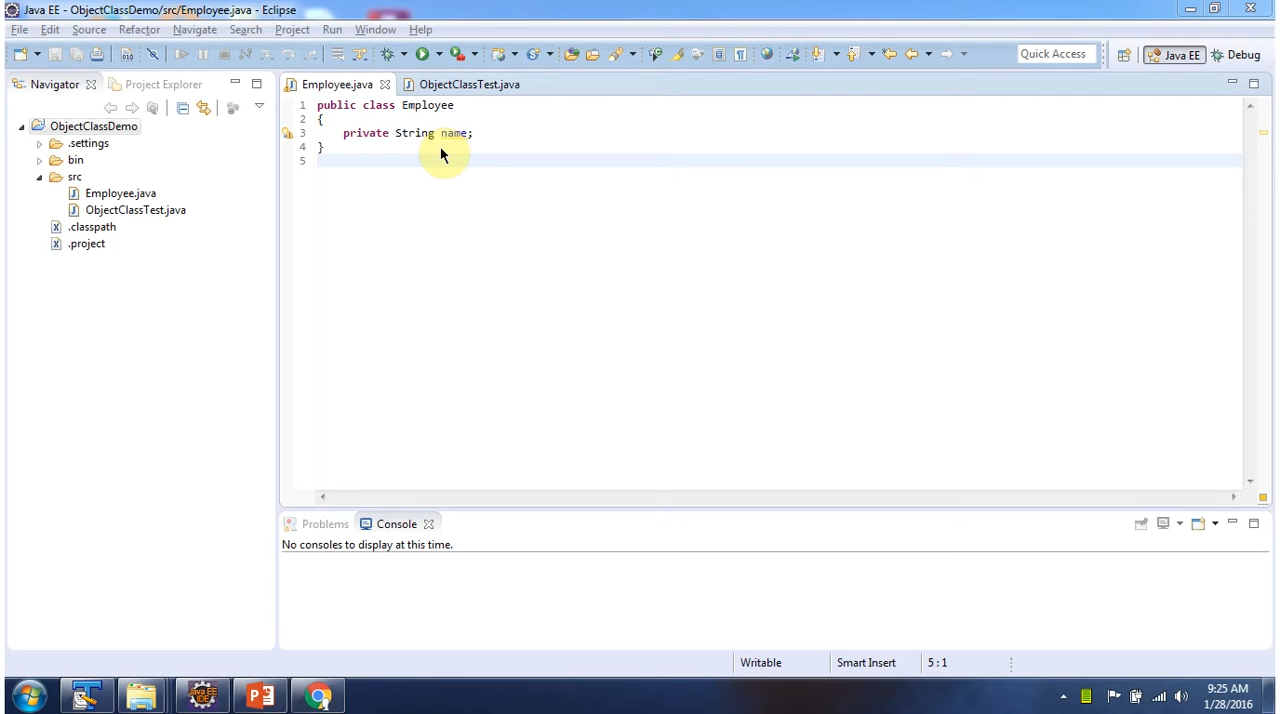 Java EE - ObjectClassDemo/src/Employee.java - Eclipse
File Edit Source Refactor Navigate Search Project Run Window Help
Quick Access Java EE Debug
Navigator Project Explorer
Employee.java ObjectClassTest.java
ObjectClassDemo
.settings
bin
src
Employee.java
ObjectClassTest.java
.classpath
.project
1 public class Employee
2 {
3 private String name;
4 }
5
Problems Console
No consoles to display at this time.
Writable Smart Insert 5 : 1
9:25 AM
1/28/2016